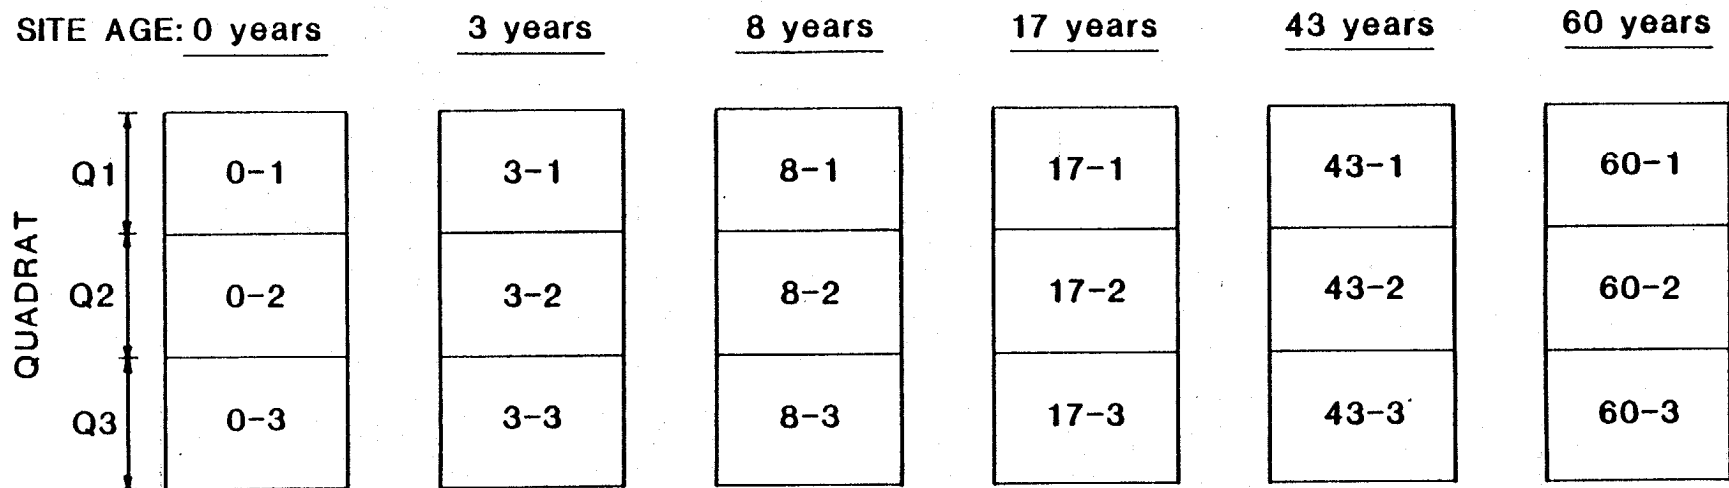 SITE AGE: 0 years 3 years 8 years 17 years 43 years 60 years
Q1 0-1 3-1 8-1 17-1 43-1 60-1
QUADRAT
Q2 0-2 3-2 8-2 17-2 43-2 60-2
Q3 0-3 3-3 8-3 17-3 43-3 60-3